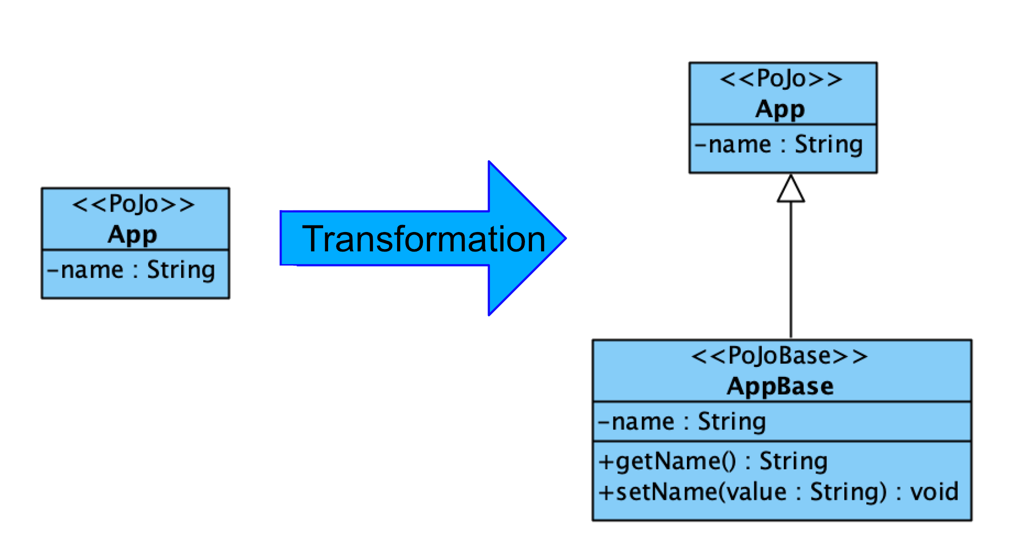 <<PoJo>>
App
-name : String
Transformation
<<PoJo>>
App
-name : String
<<PoJoBase>>
AppBase
-name : String
+getName() : String
+setName(value : String) : void